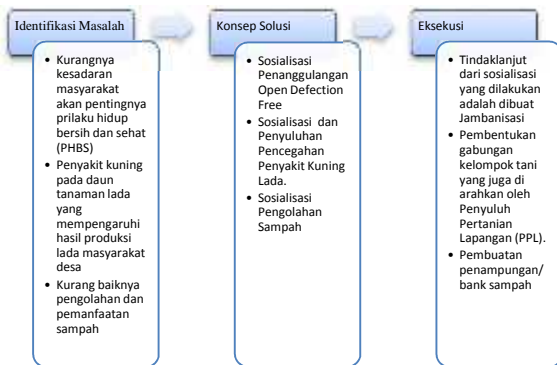 Identifikasi Masalah
• Kurangnya
kesadaran
masyarakat
akan pentingnya
prilaku hidup
bersih dan sehat
(PHBS)
• Penyakit kuning
pada daun
tanaman lada
yang
mempengaruhi
hasil produksi
lada masyarakat
desa
• Kurang baiknya
pengolahan dan
pemanfaatan
sampah
Konsep Solusi
• Sosialisasi
Penanggulangan
Open Defection
Free
• Sosialisasi dan
Penyuluhan
Pencegahan
Penyakit Kuning
Lada.
• Sosialisasi
Pengolahan
Sampah
Eksekusi
• Tindaklanjut
dari sosialisasi
yang dilakukan
adalah dibuat
Jambanisasi
• Pembentukan
gabungan
kelompok tani
yang juga di
arahkan oleh
Penyuluh
Pertanian
Lapangan (PPL).
• Pembuatan
penampungan/
bank sampah